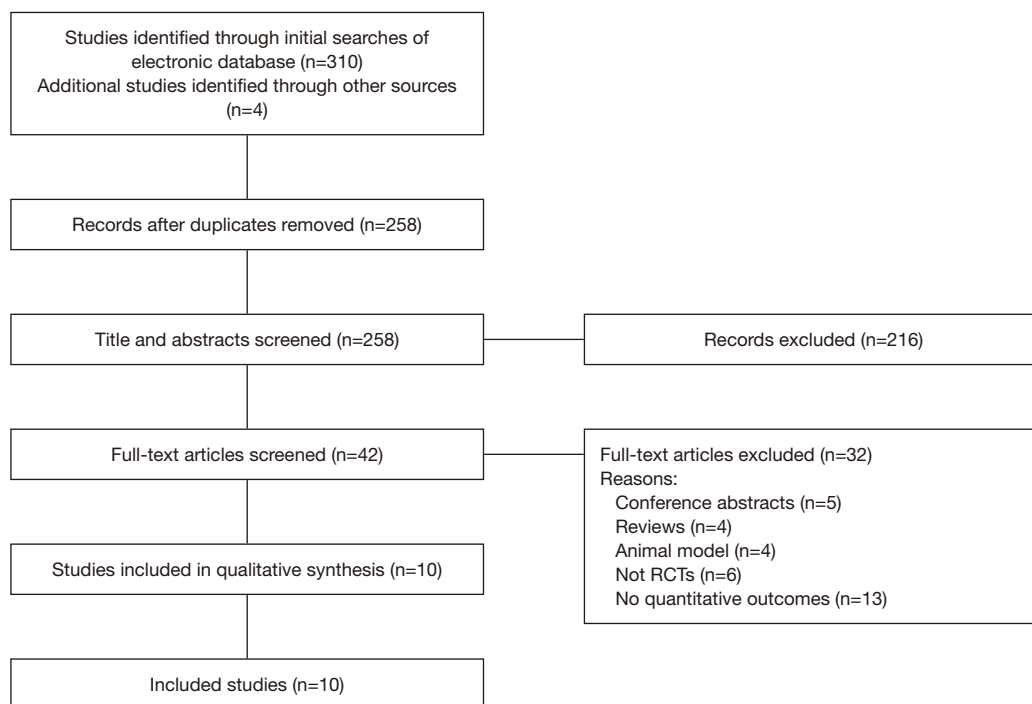 Studies identified through initial searches of
electronic database (n=310)
Additional studies identified through other sources
(n=4)
Records after duplicates removed (n=258)
Title and abstracts screened (n=258)
Records excluded (n=216)
Full-text articles screened (n=42)
Full-text articles excluded (n=32)
Reasons:
Conference abstracts (n=5)
Reviews (n=4)
Animal model (n=4)
Not RCTs (n=6)
No quantitative outcomes (n=13)
Studies included in qualitative synthesis (n=10)
Included studies (n=10)